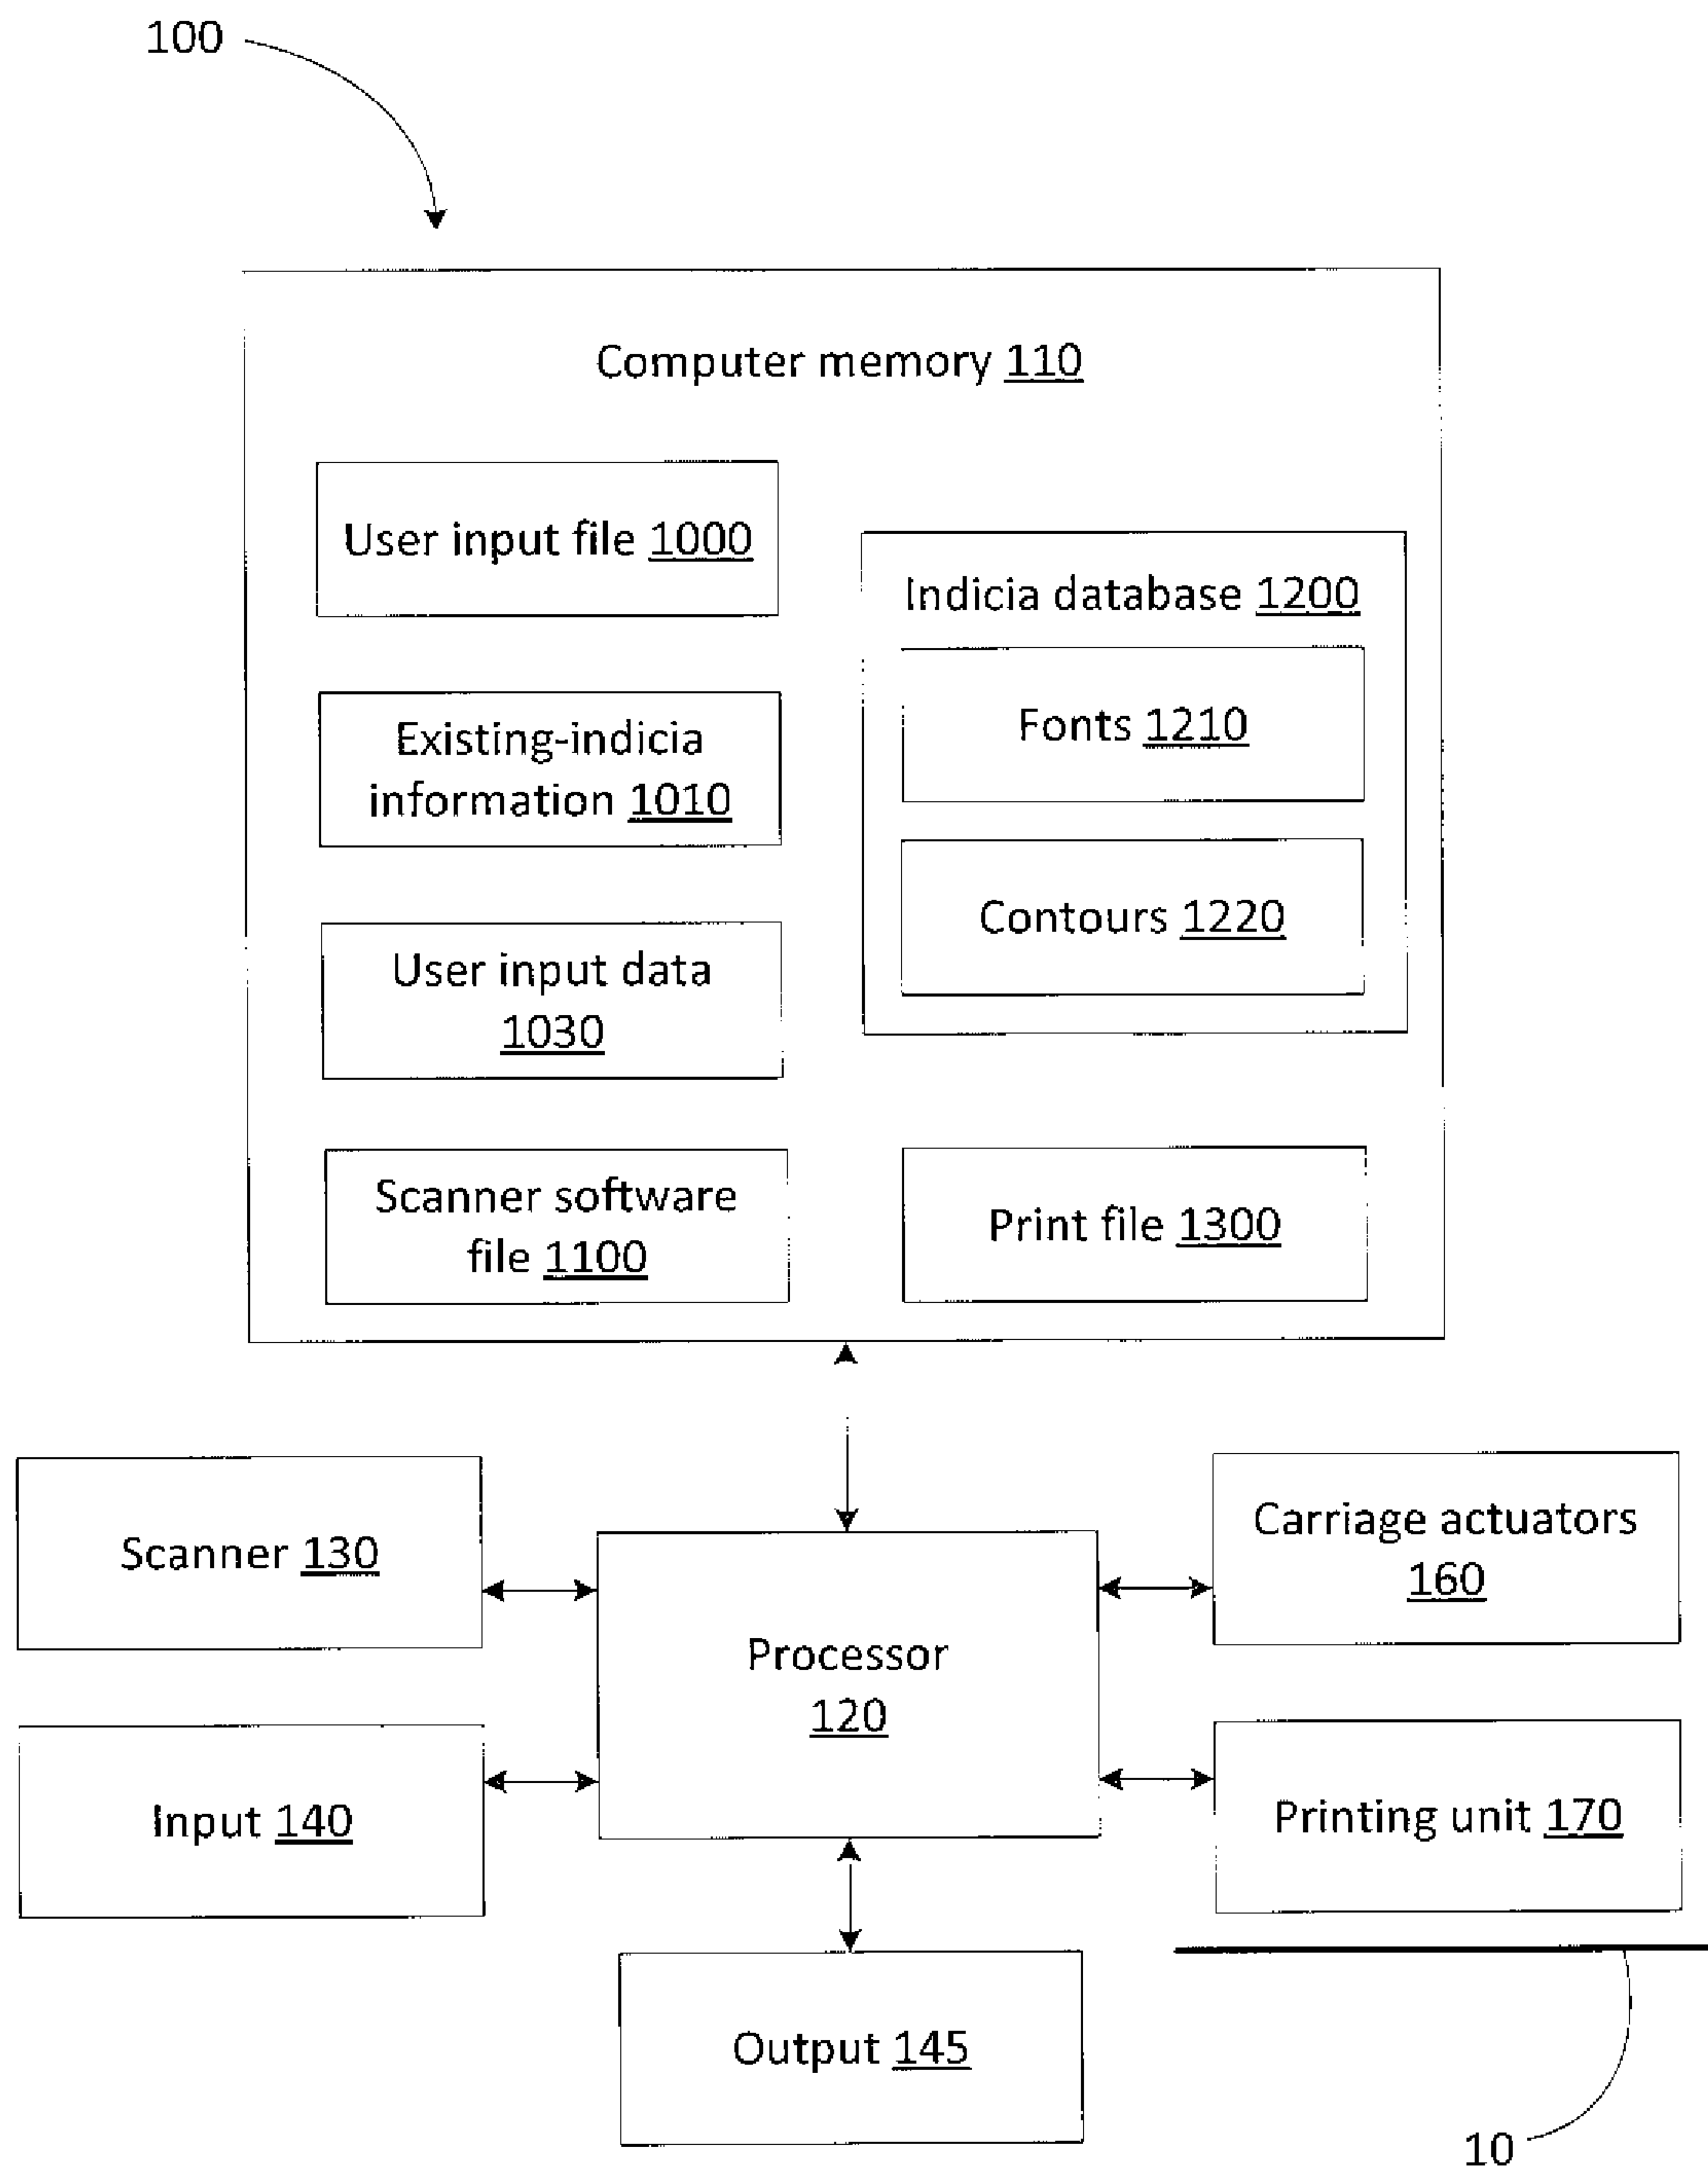 100
Computer memory 110
User input file 1000
Existing-indicia
information 1010
User input data
1030
Scanner software
file 1100
Indicia database 1200
Fonts 1210
Contours 1220
Print file 1300
Scanner 130
Input 140
Processor
120
Carriage actuators
160
Printing unit 170
Output 145
10